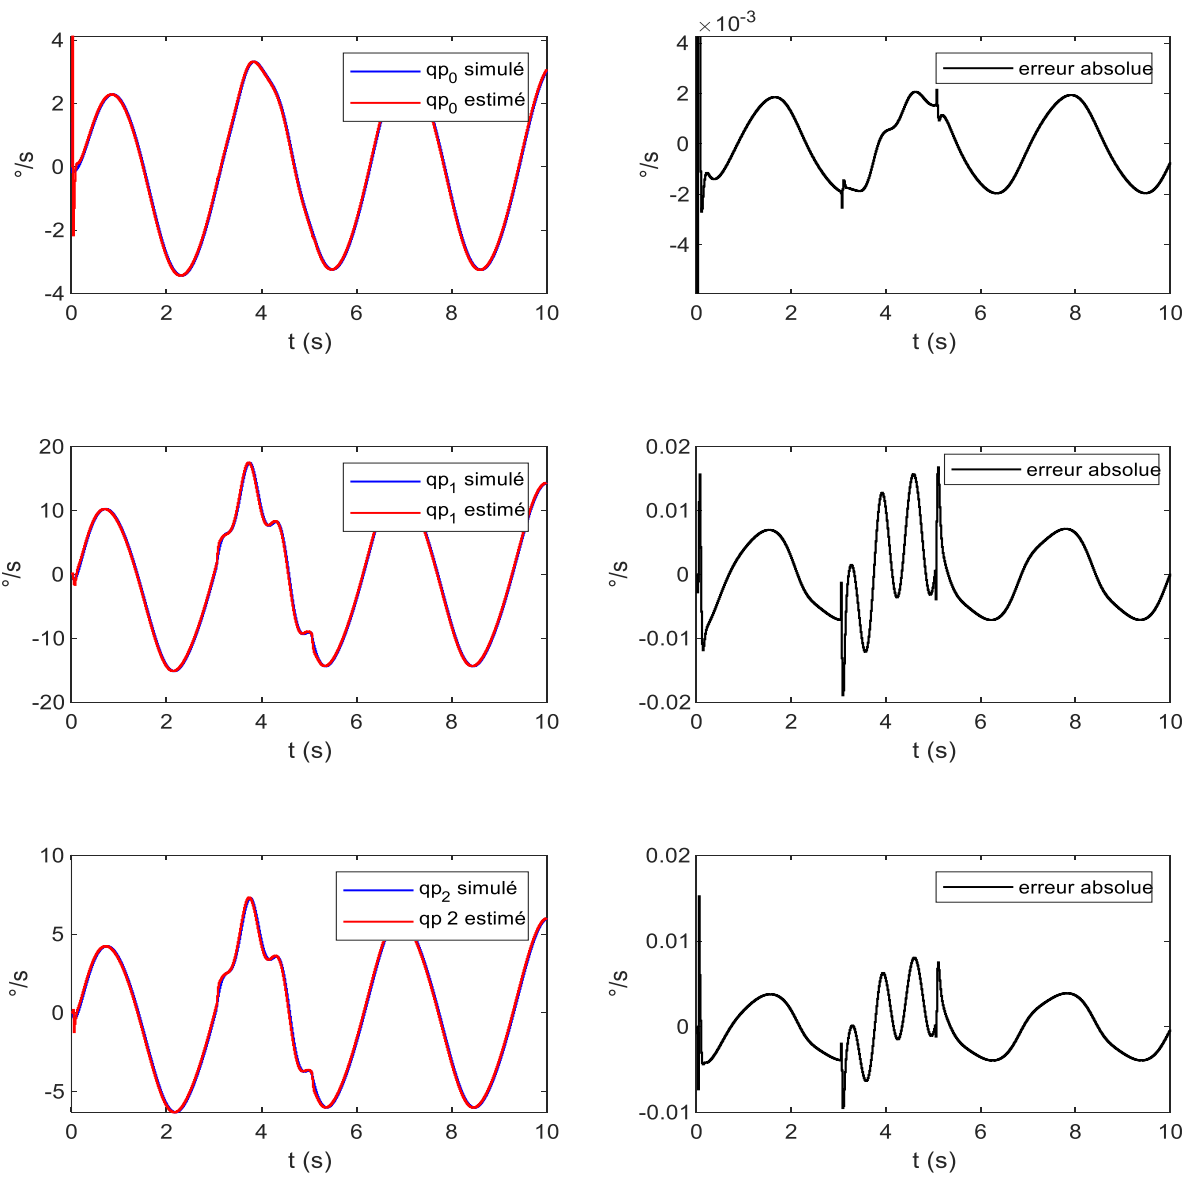 qp0 simulé
qp0 estimé
°/s
4
2
0
-2
-4
0 2 4 6 8 10
t (s)
× 10-3
erreur absolue
°/s
4
2
0
-2
-4
0 2 4 6 8 10
t (s)
qp1 simulé
qp1 estimé
°/s
20
10
0
-10
-20
0 2 4 6 8 10
t (s)
erreur absolue
°/s
0.02
0.01
0
-0.01
-0.02
0 2 4 6 8 10
t (s)
qp2 simulé
qp 2 estimé
°/s
10
5
0
-5
0 2 4 6 8 10
t (s)
erreur absolue
°/s
0.02
0.01
0
-0.01
0 2 4 6 8 10
t (s)